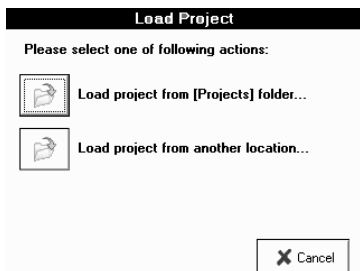 Load Project
Please select one of following actions:
Load project from [Projects] folder...
Load project from another location...
Cancel